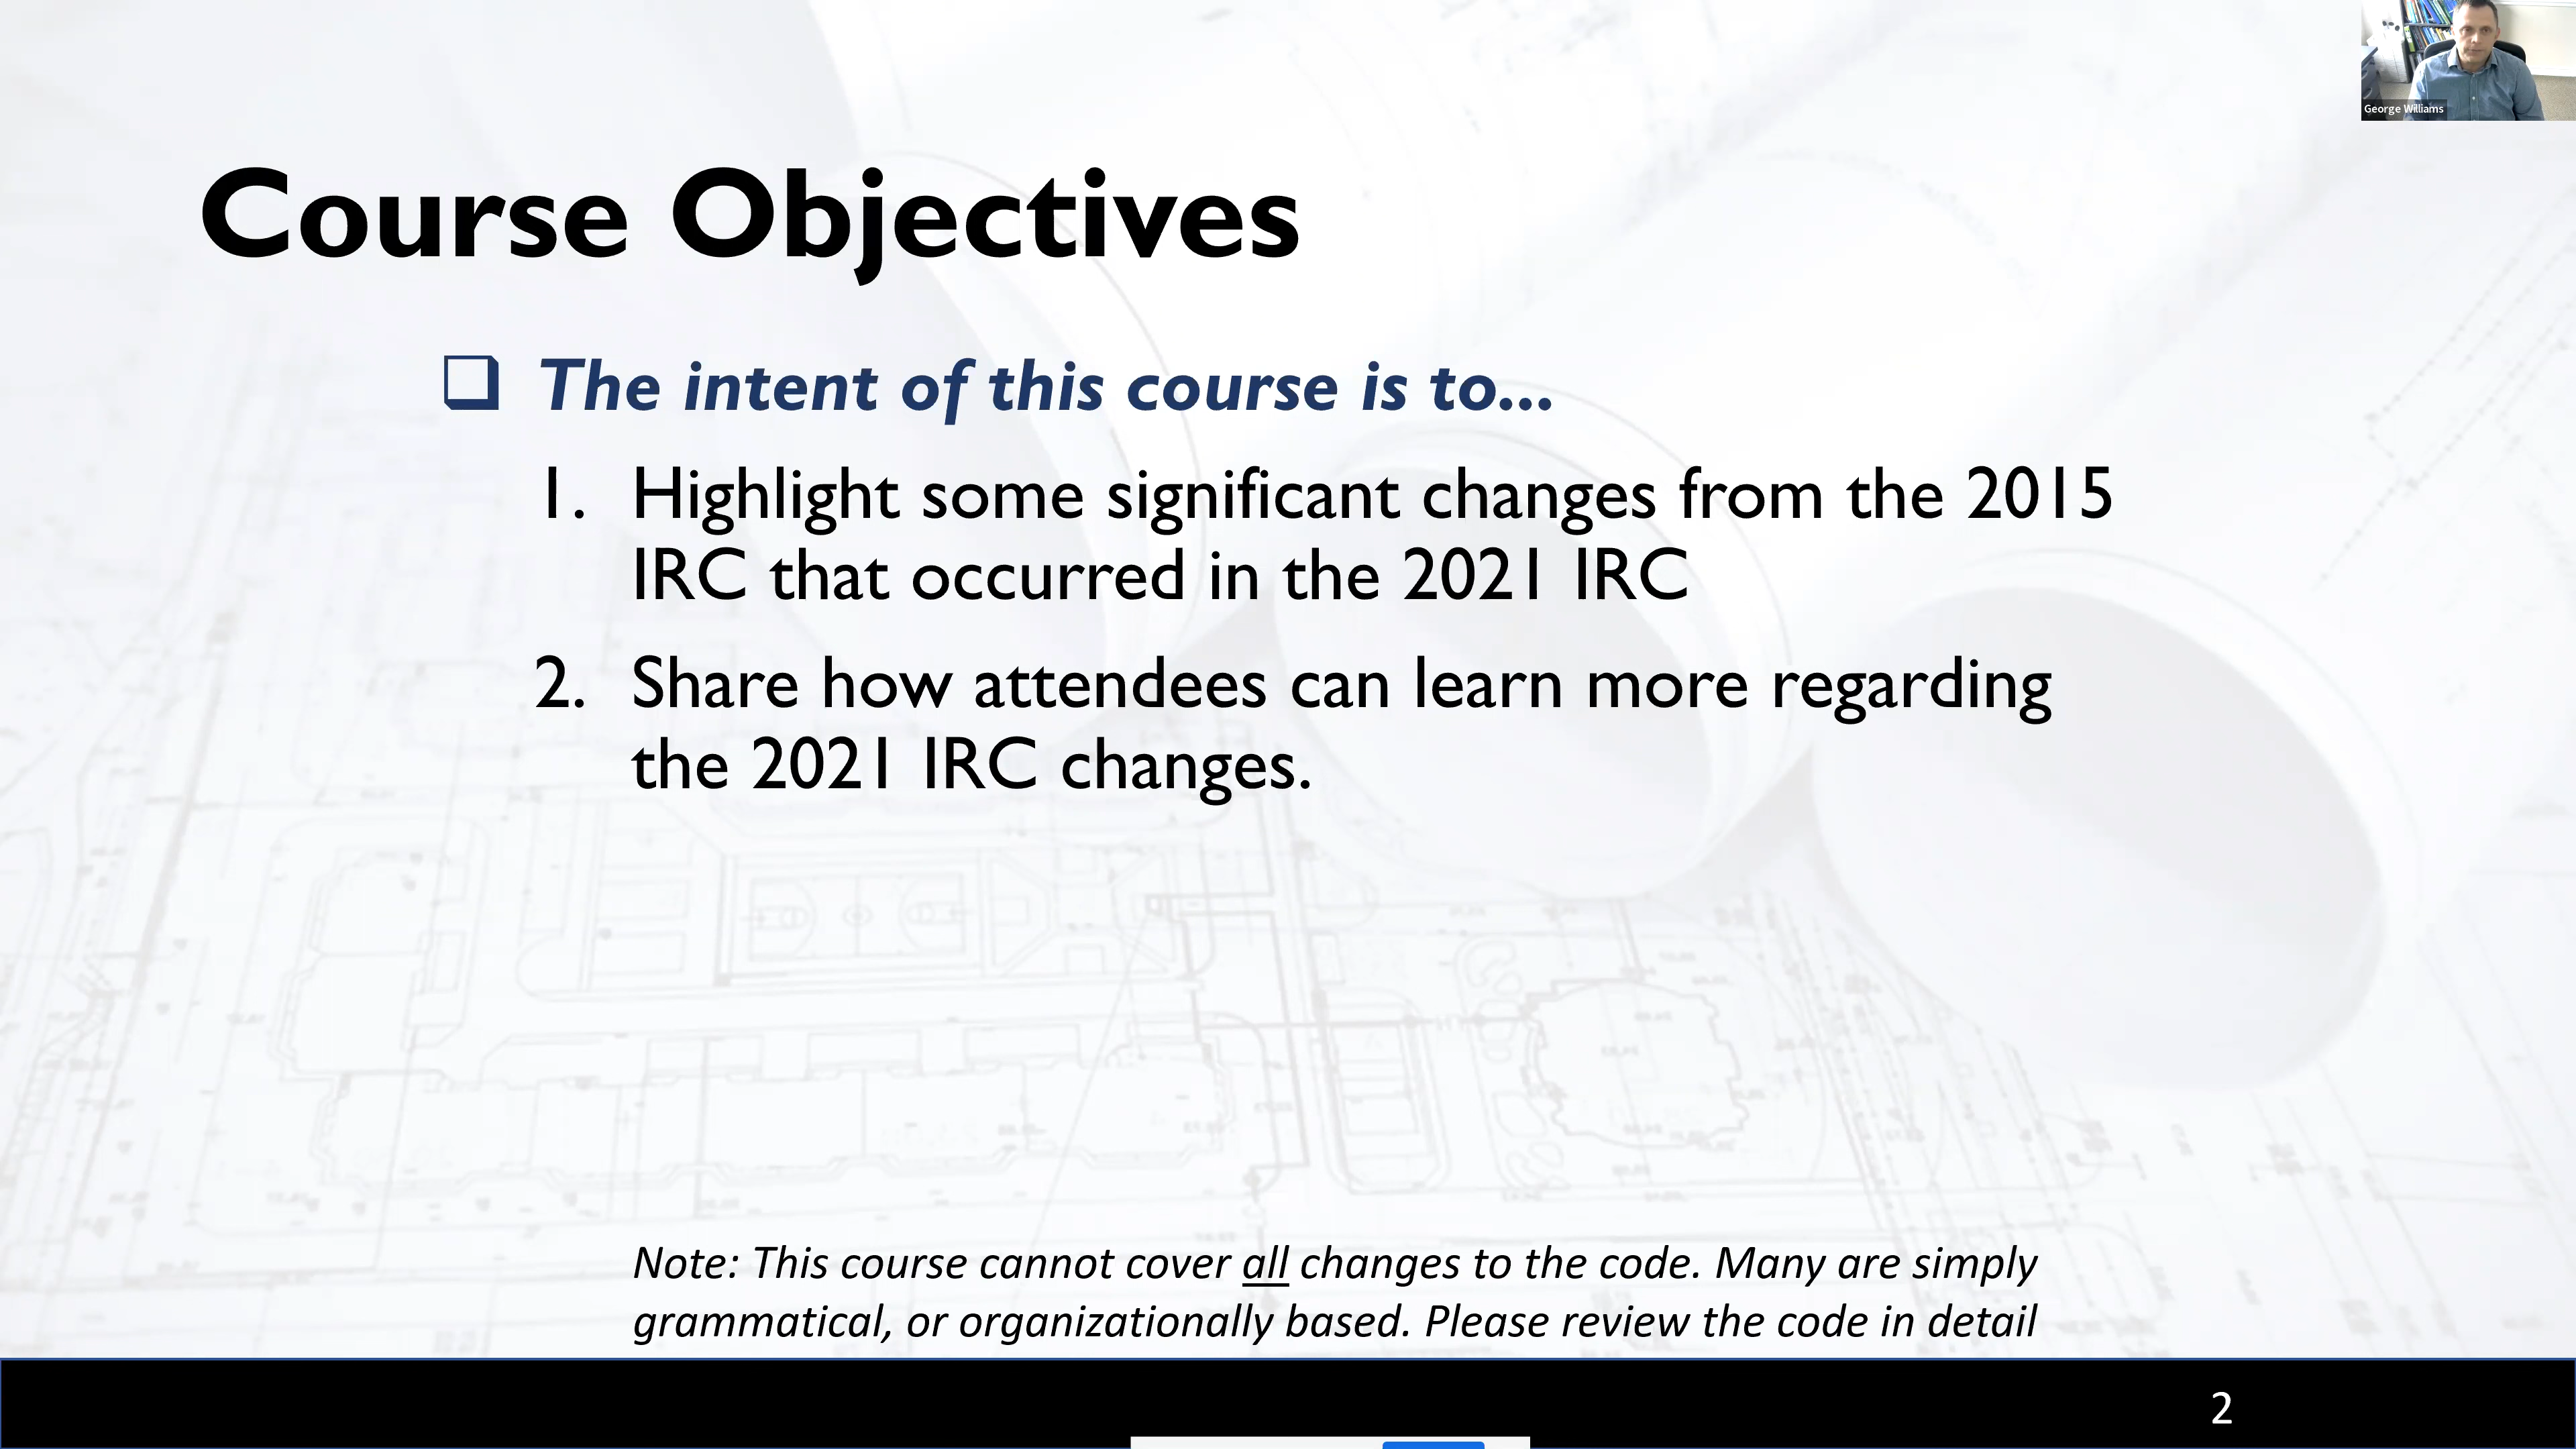 George Williams
Course Objectives
The intent of this course is to...
1. Highlight some significant changes from the 2015
IRC that occurred in the 2021 IRC
2. Share how attendees can learn more regarding
the 2021 IRC changes.
Note: This course cannot cover all changes to the code. Many are simply
grammatical, or organizationally based. Please review the code in detail
2